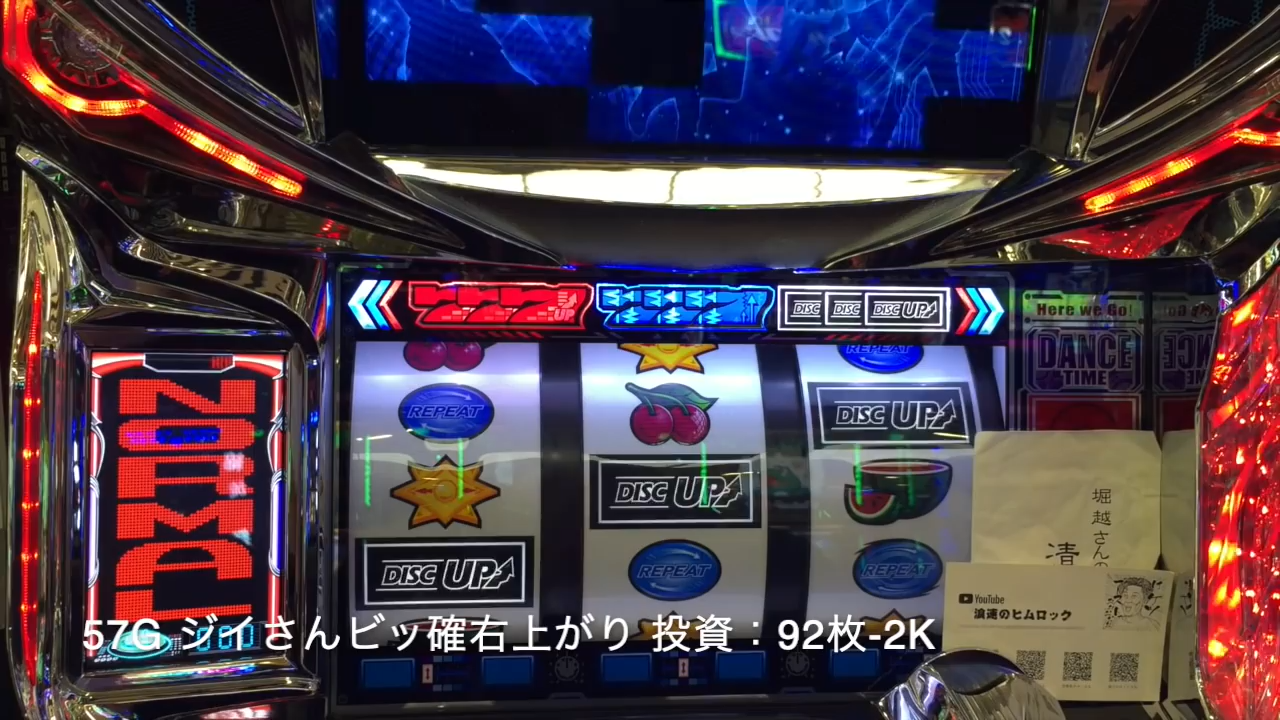 777 UP
DISC DISC DISC UP
Here we Go!
DANCE
TIME
REPEAT
DISC UP
DISC UP
REPEAT
REPEAT
DISC UP
堀越さんの
清
YouTube
浪速のヒムロック
57G ジイさんビッ確右上がり 投資：92枚-2K